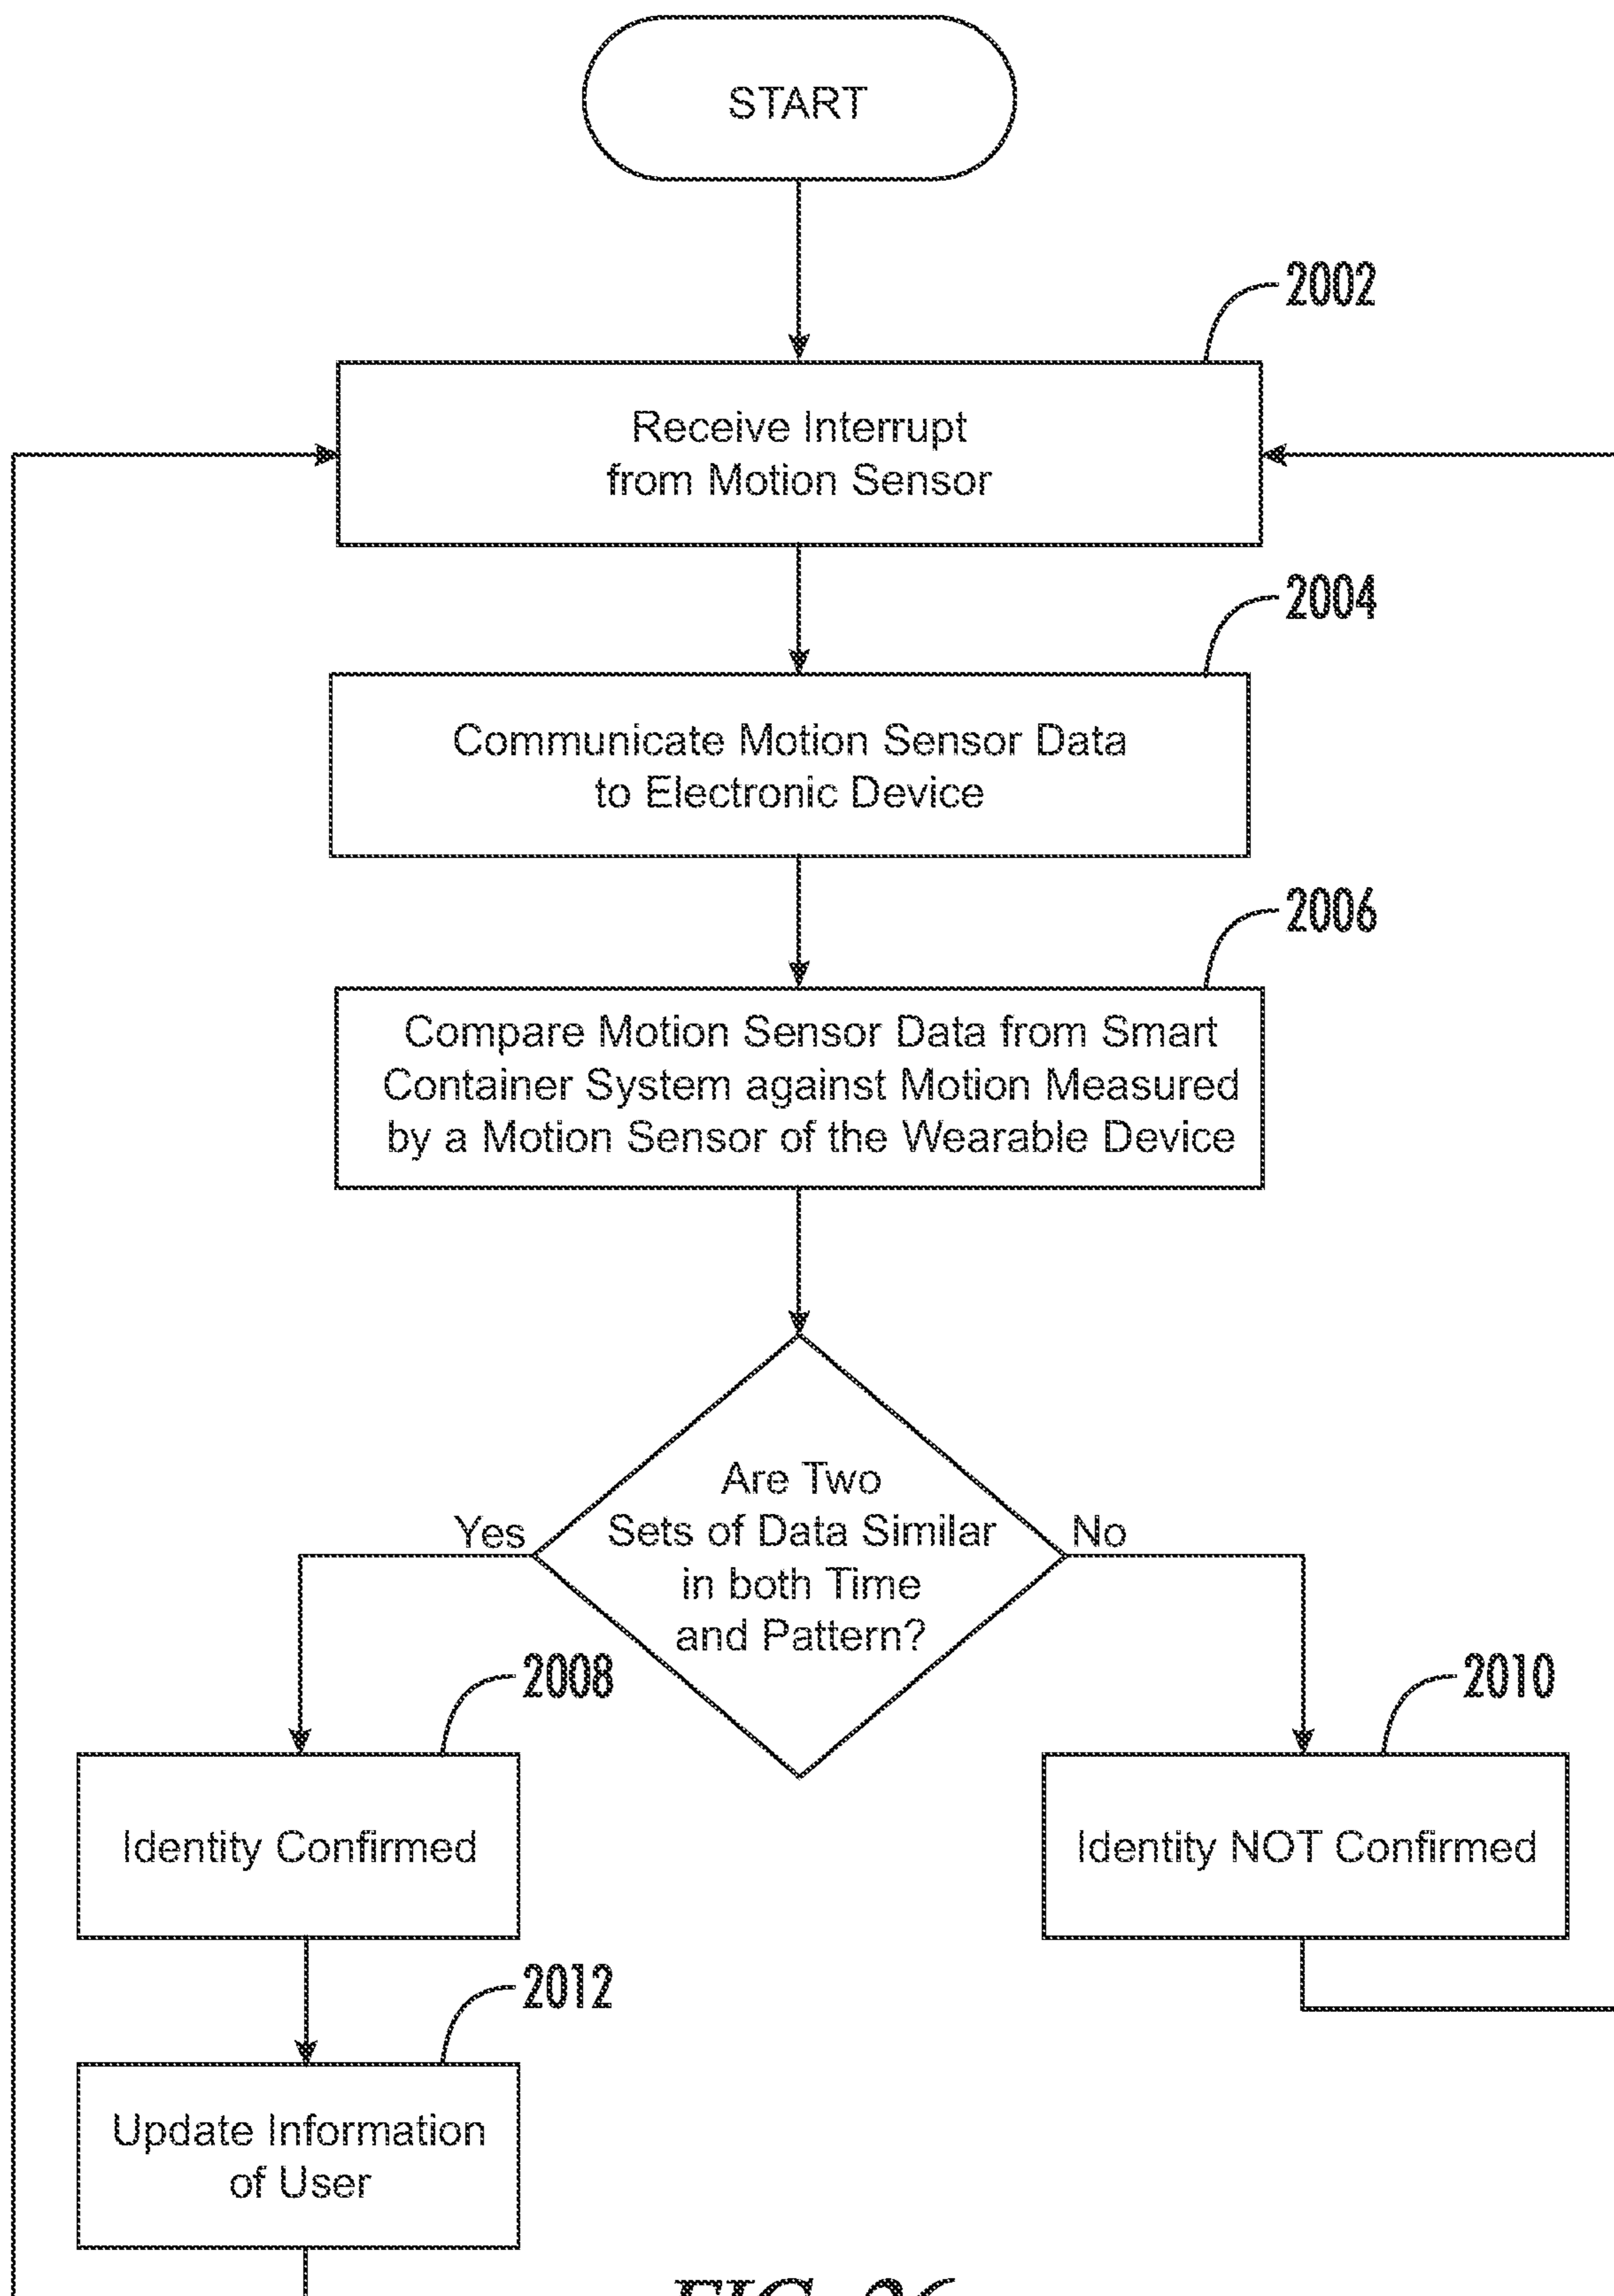 START
2002
Receive Interrupt
from Motion Sensor
2004
Communicate Motion Sensor Data
to Electronic Device
2006
Compare Motion Sensor Data from Smart
Container System against Motion Measured
by a Motion Sensor of the Wearable Device
Are Two
Sets of Data Similar
in both Time
and Pattern?
Yes
No
2008
2010
Identity Confirmed
Identity NOT Confirmed
2012
Update Information
of User